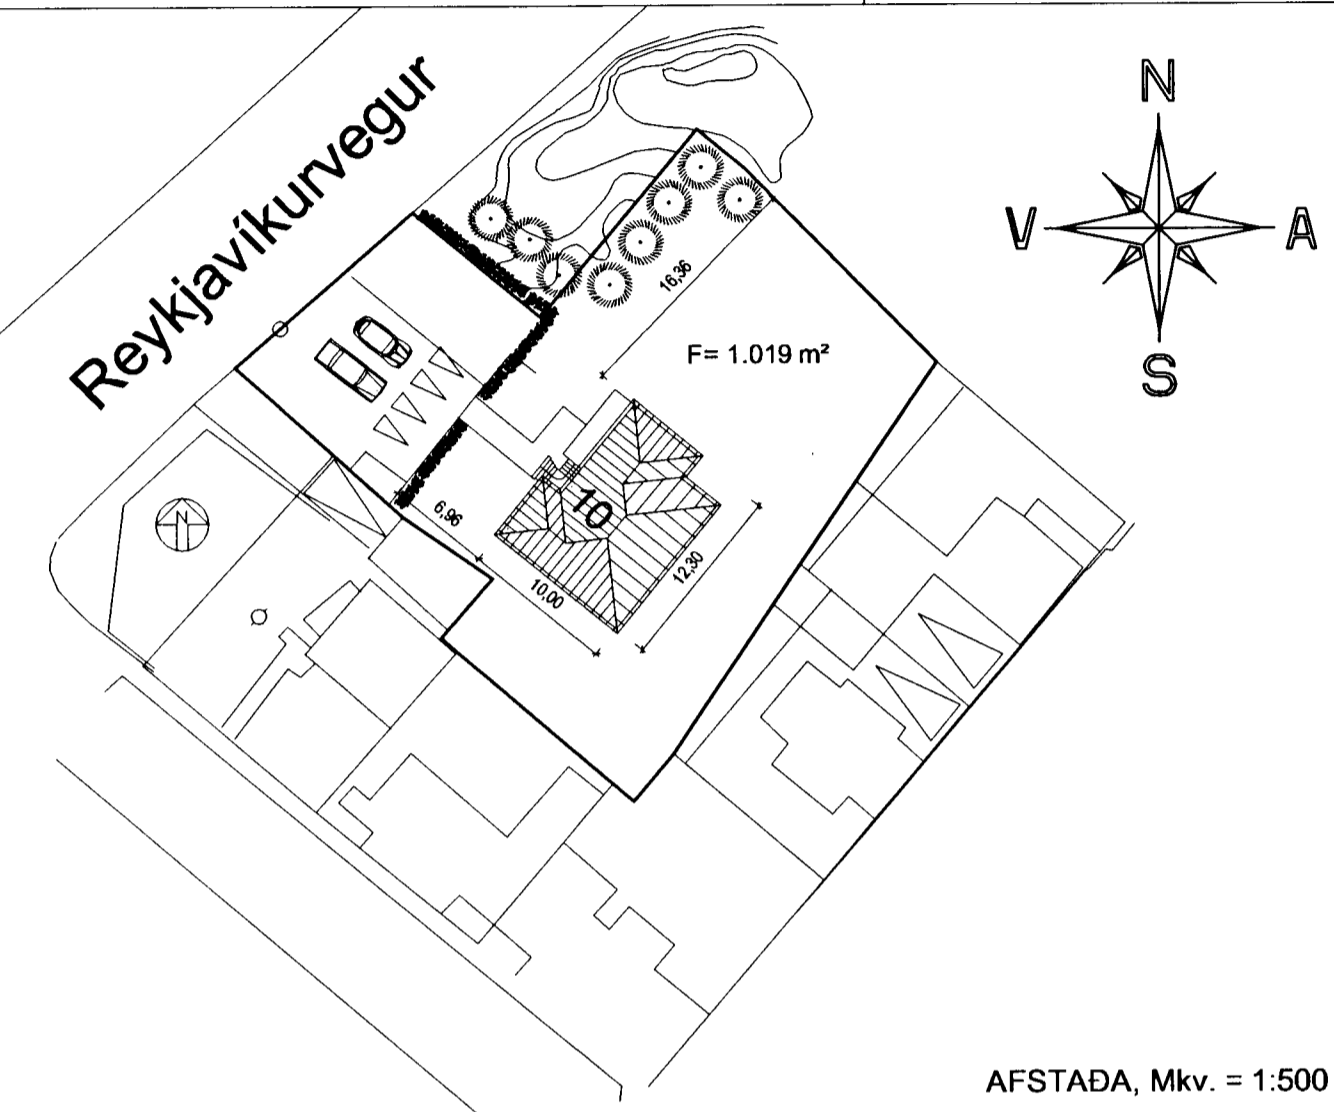 Reykjavíkurvegur
N
V
A
S
16,36
F= 1.019 m²
10
6,96
10,00
12,30
N
AFSTAÐA, Mkv. = 1:500